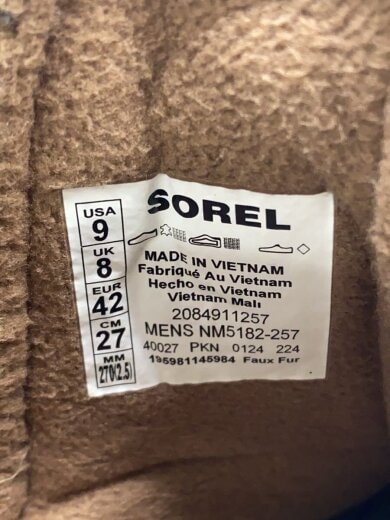 SOREL
USA
9
UK
8
EUR
42
CM
27
MM
270(2.5)
MADE IN VIETNAM
Fabriqué Au Vietnam
Hecho en Vietnam
Vietnam Malı
2084911257
MENS NM5182-257
40027 PKN 0124 224
195981145984 Faux Fur